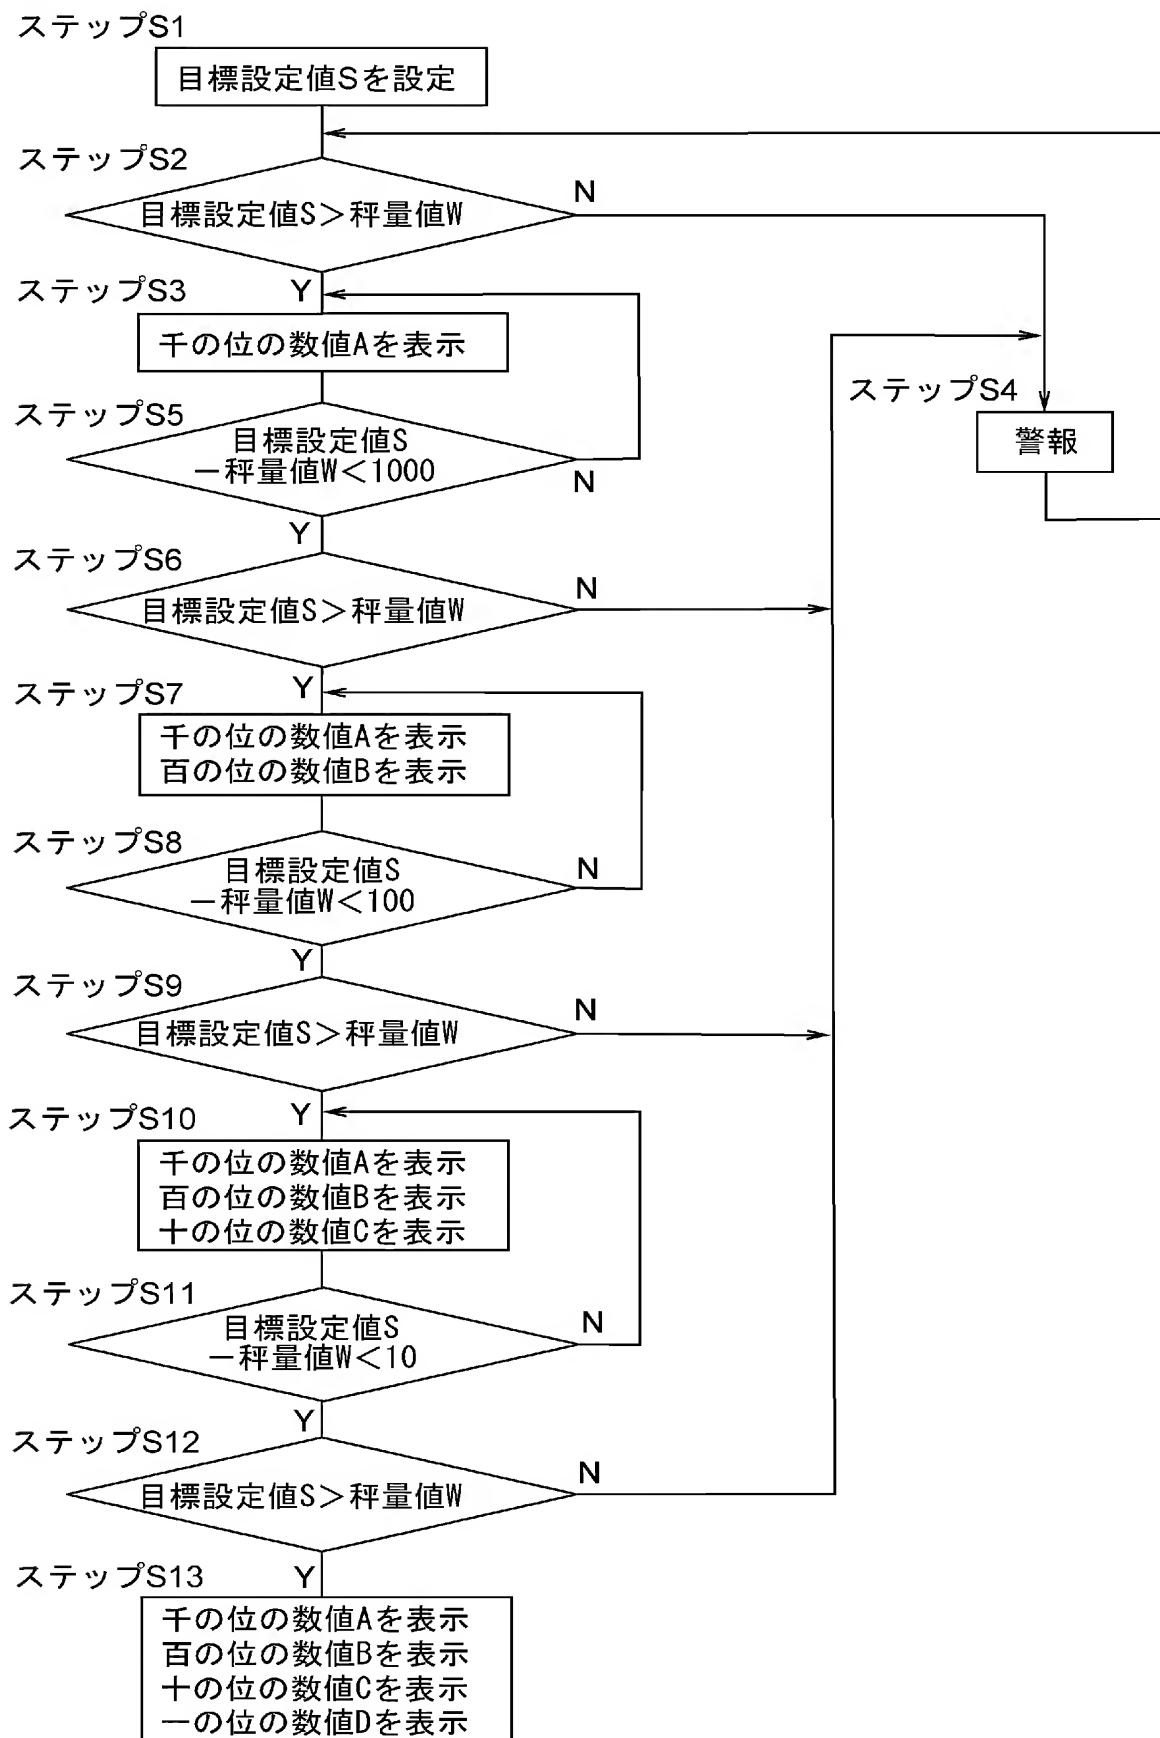 ステップS1
目標設定値Sを設定
ステップS2
目標設定値S＞秤量値W
N
Y
ステップS3
千の位の数値Aを表示
ステップS4
警報
ステップS5
目標設定値S
－秤量値W＜1000
N
Y
ステップS6
目標設定値S＞秤量値W
N
Y
ステップS7
千の位の数値Aを表示
百の位の数値Bを表示
ステップS8
目標設定値S
－秤量値W＜100
N
Y
ステップS9
目標設定値S＞秤量値W
N
Y
ステップS10
千の位の数値Aを表示
百の位の数値Bを表示
十の位の数値Cを表示
ステップS11
目標設定値S
－秤量値W＜10
N
Y
ステップS12
目標設定値S＞秤量値W
N
Y
ステップS13
千の位の数値Aを表示
百の位の数値Bを表示
十の位の数値Cを表示
一の位の数値Dを表示